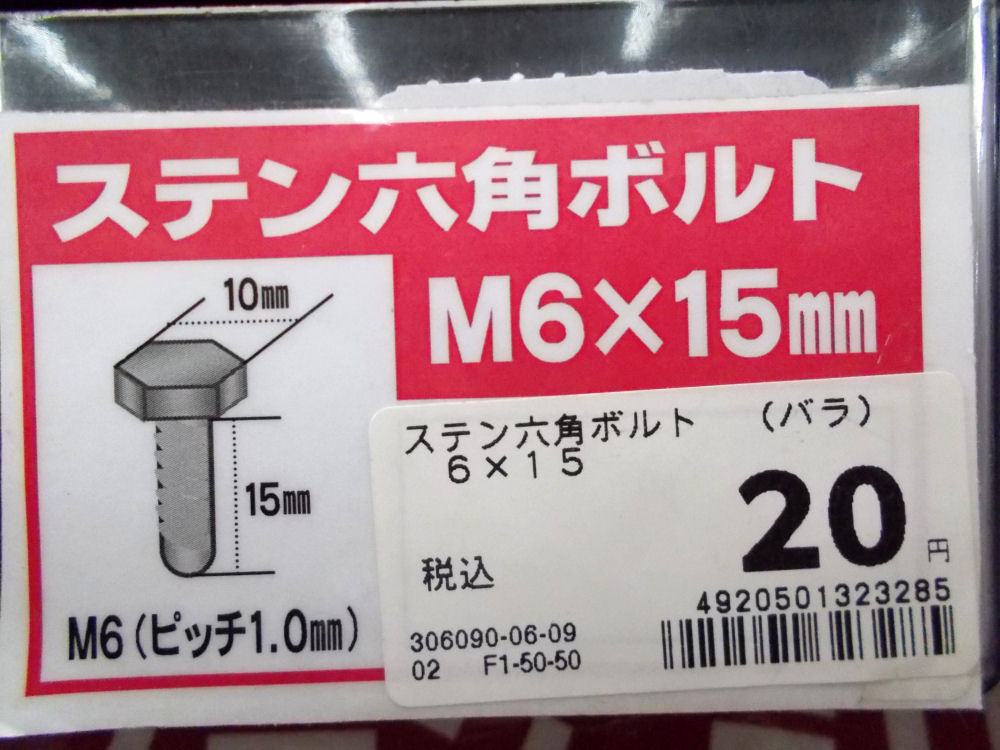 ステン六角ボルト
M6×15mm
10mm
15mm
M6(ピッチ1.0mm)
ステン六角ボルト （バラ）
６×１５
20円
税込
4920501323285
306090-06-09
02 F1-50-50